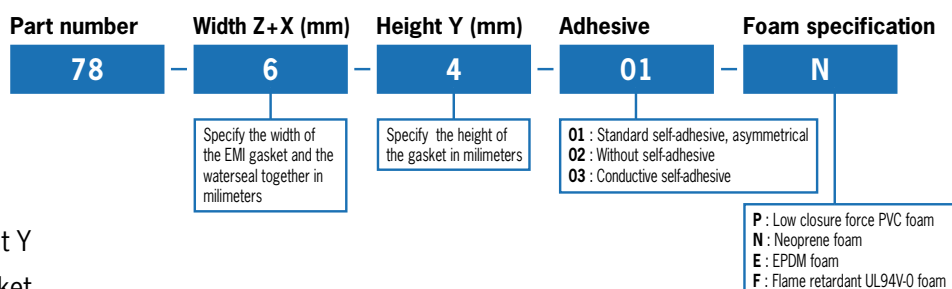 Part number Width Z+X (mm) Height Y (mm) Adhesive Foam specification
78 – 6 – 4 – 01 – N
Specify the width of
the EMI gasket and the
waterseal together in
milimeters
Specify the height of
the gasket in milimeters
01 : Standard self-adhesive, asymmetrical
02 : Without self-adhesive
03 : Conductive self-adhesive
P : Low closure force PVC foam
N : Neoprene foam
E : EPDM foam
F : Flame retardant UL94V-0 foam
t Y